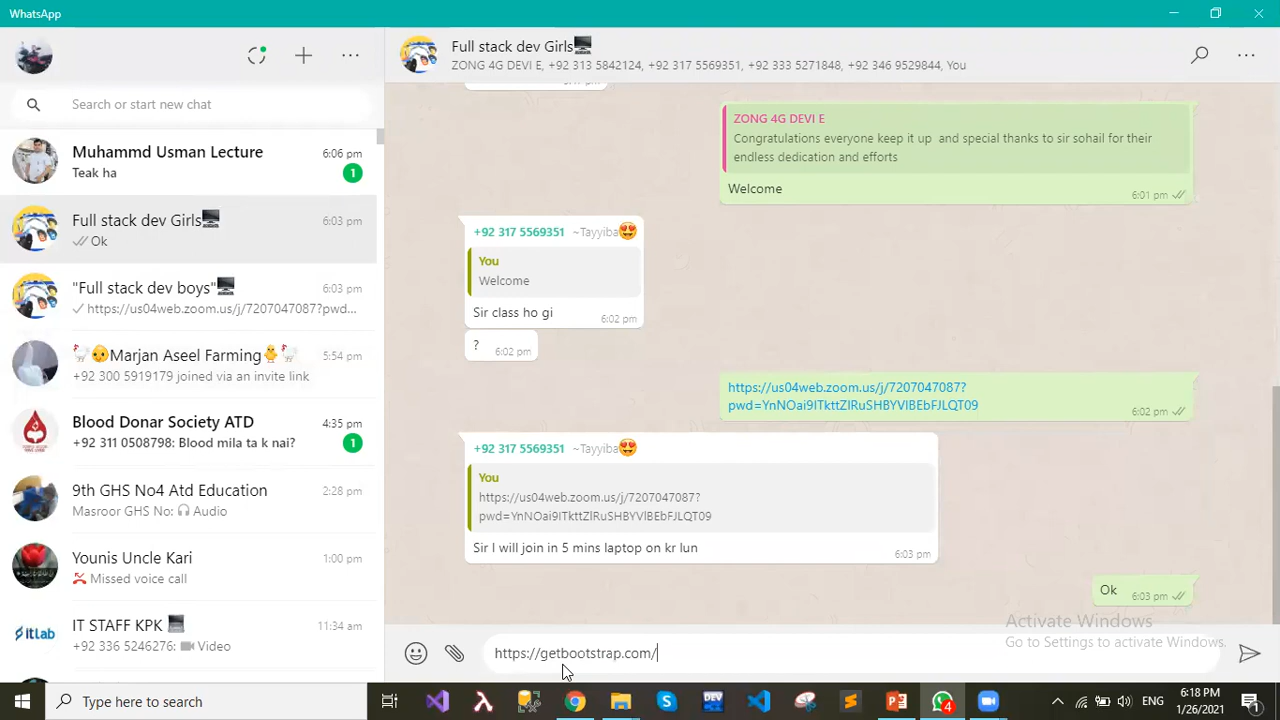 WhatsApp
Search or start new chat
Muhammd Usman Lecture
6:06 pm
Teak ha
1
Full stack dev Girls🖥️
6:03 pm
Ok
"Full stack dev boys"🖥️
6:03 pm
https://us04web.zoom.us/j/7207047087?pwd=YnNOai9ITkttZlRuSHBYVlBEbFJLQT09
🐓👶Marjan Aseel Farming🐥🐓
5:54 pm
+92 300 5919179 joined via an invite link
Blood Donar Society ATD
4:35 pm
+92 311 0508798: Blood mila ta k nai?
1
9th GHS No4 Atd Education
2:28 pm
Masroor GHS No: 🎧 Audio
Younis Uncle Kari
1:00 pm
Missed voice call
itLab
IT STAFF KPK 💻
11:34 am
+92 336 5246276: Video
Full stack dev Girls🖥️
ZONG 4G DEVI E, +92 313 5842124, +92 317 5569351, +92 333 5271848, +92 346 9529844, You
ZONG 4G DEVI E
Congratulations everyone keep it up and special thanks to sir sohail for their
endless dedication and efforts
Welcome
6:01 pm
+92 317 5569351 ~Tayyiba😍
You
Welcome
Sir class ho gi
6:02 pm
?
6:02 pm
https://us04web.zoom.us/j/7207047087?
pwd=YnNOai9ITkttZlRuSHBYVlBEbFJLQT09
6:02 pm
+92 317 5569351 ~Tayyiba😍
You
https://us04web.zoom.us/j/7207047087?
pwd=YnNOai9ITkttZlRuSHBYVlBEbFJLQT09
Sir I will join in 5 mins laptop on kr lun
6:03 pm
Ok
6:03 pm
Activate Windows
Go to Settings to activate Windows.
https://getbootstrap.com/
Type here to search
DW
4
ENG
6:18 PM
1/26/2021
1